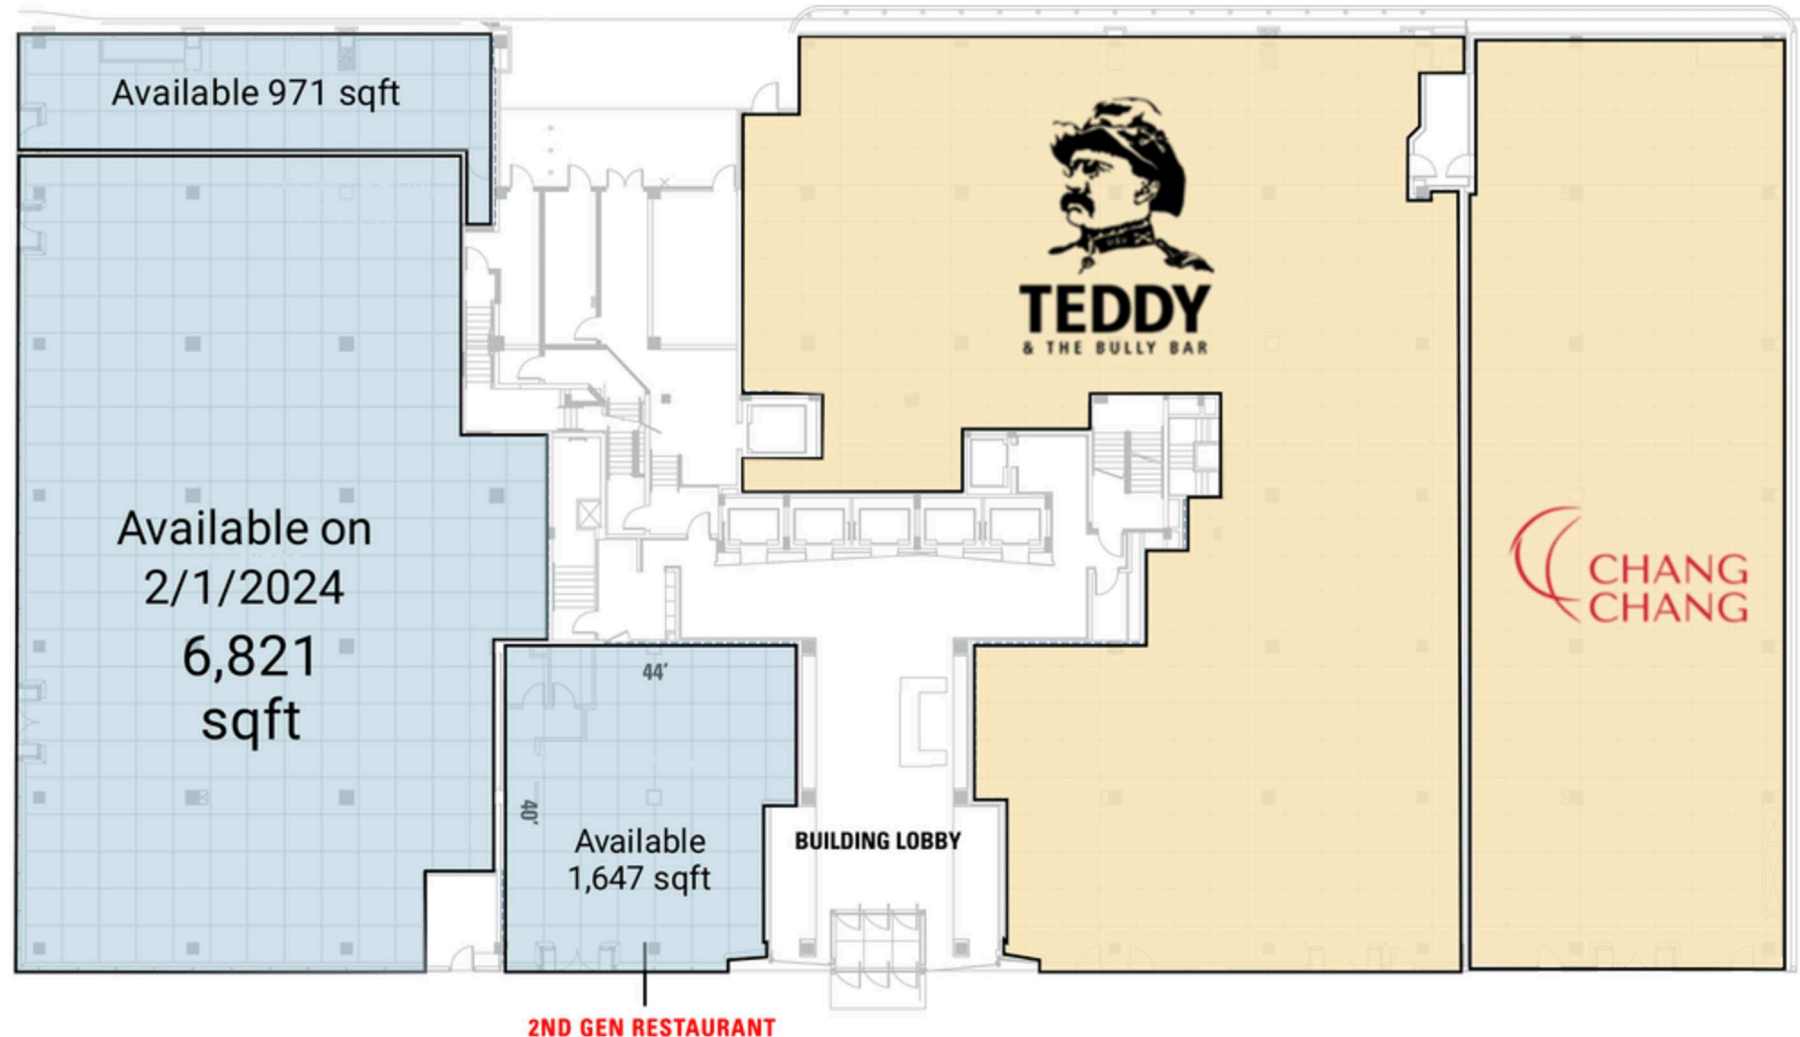 Available 971 sqft
TEDDY
& THE BULLY BAR
Available on
2/1/2024
6,821
sqft
CHANG
CHANG
44'
40'
Available
1,647 sqft
BUILDING LOBBY
2ND GEN RESTAURANT